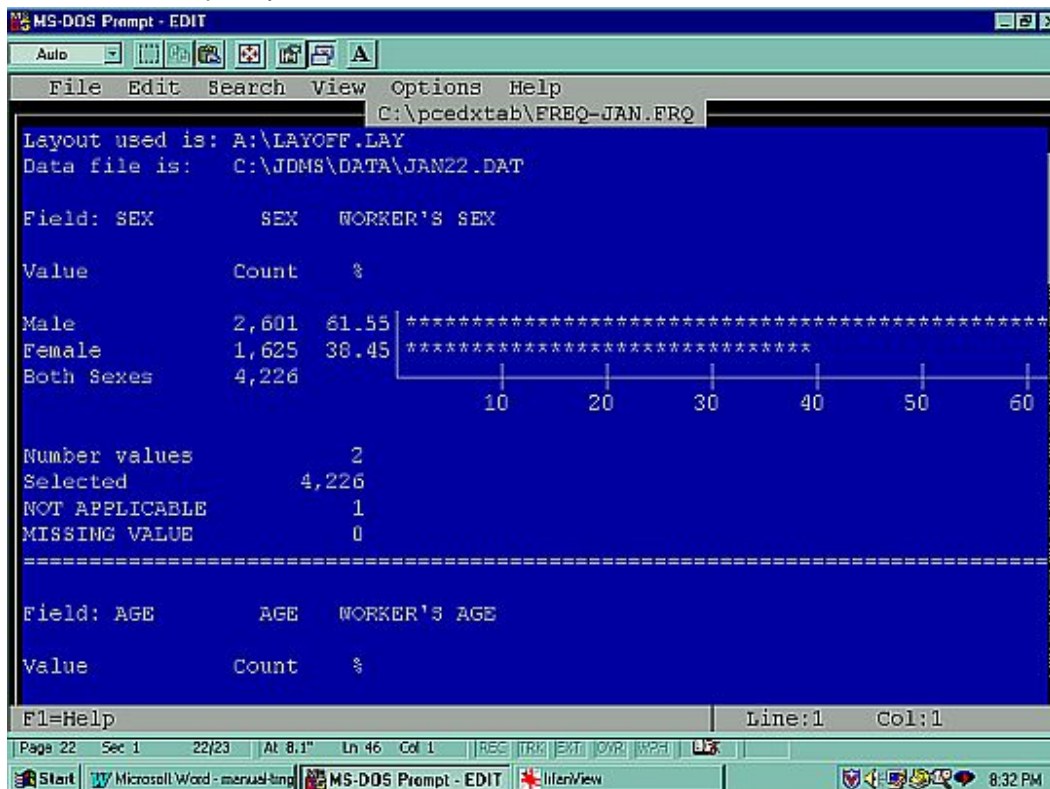 MS-DOS Prompt - EDIT
Auto A
File Edit Search View Options Help
C:\pcedxtab\FREQ-JAN.FRQ
Layout used is: A:\LAYOFF.LAY
Data file is: C:\JDMS\DATA\JAN22.DAT
Field: SEX SEX WORKER'S SEX
Value Count %
Male 2,601 61.55 *************************************************
Female 1,625 38.45 *******************************
Both Sexes 4,226
10 20 30 40 50 60
Number values 2
Selected 4,226
NOT APPLICABLE 1
MISSING VALUE 0
==============================================================================
Field: AGE AGE WORKER'S AGE
Value Count %
F1=Help Line:1 Col:1
Page 22 Sec 1 22/23 At 8.1" Ln 46 Col 1 REC TRK EXT OVR WPH
Start Microsoft Word - manual-ting MS-DOS Prompt - EDIT IrfanView 8:32 PM